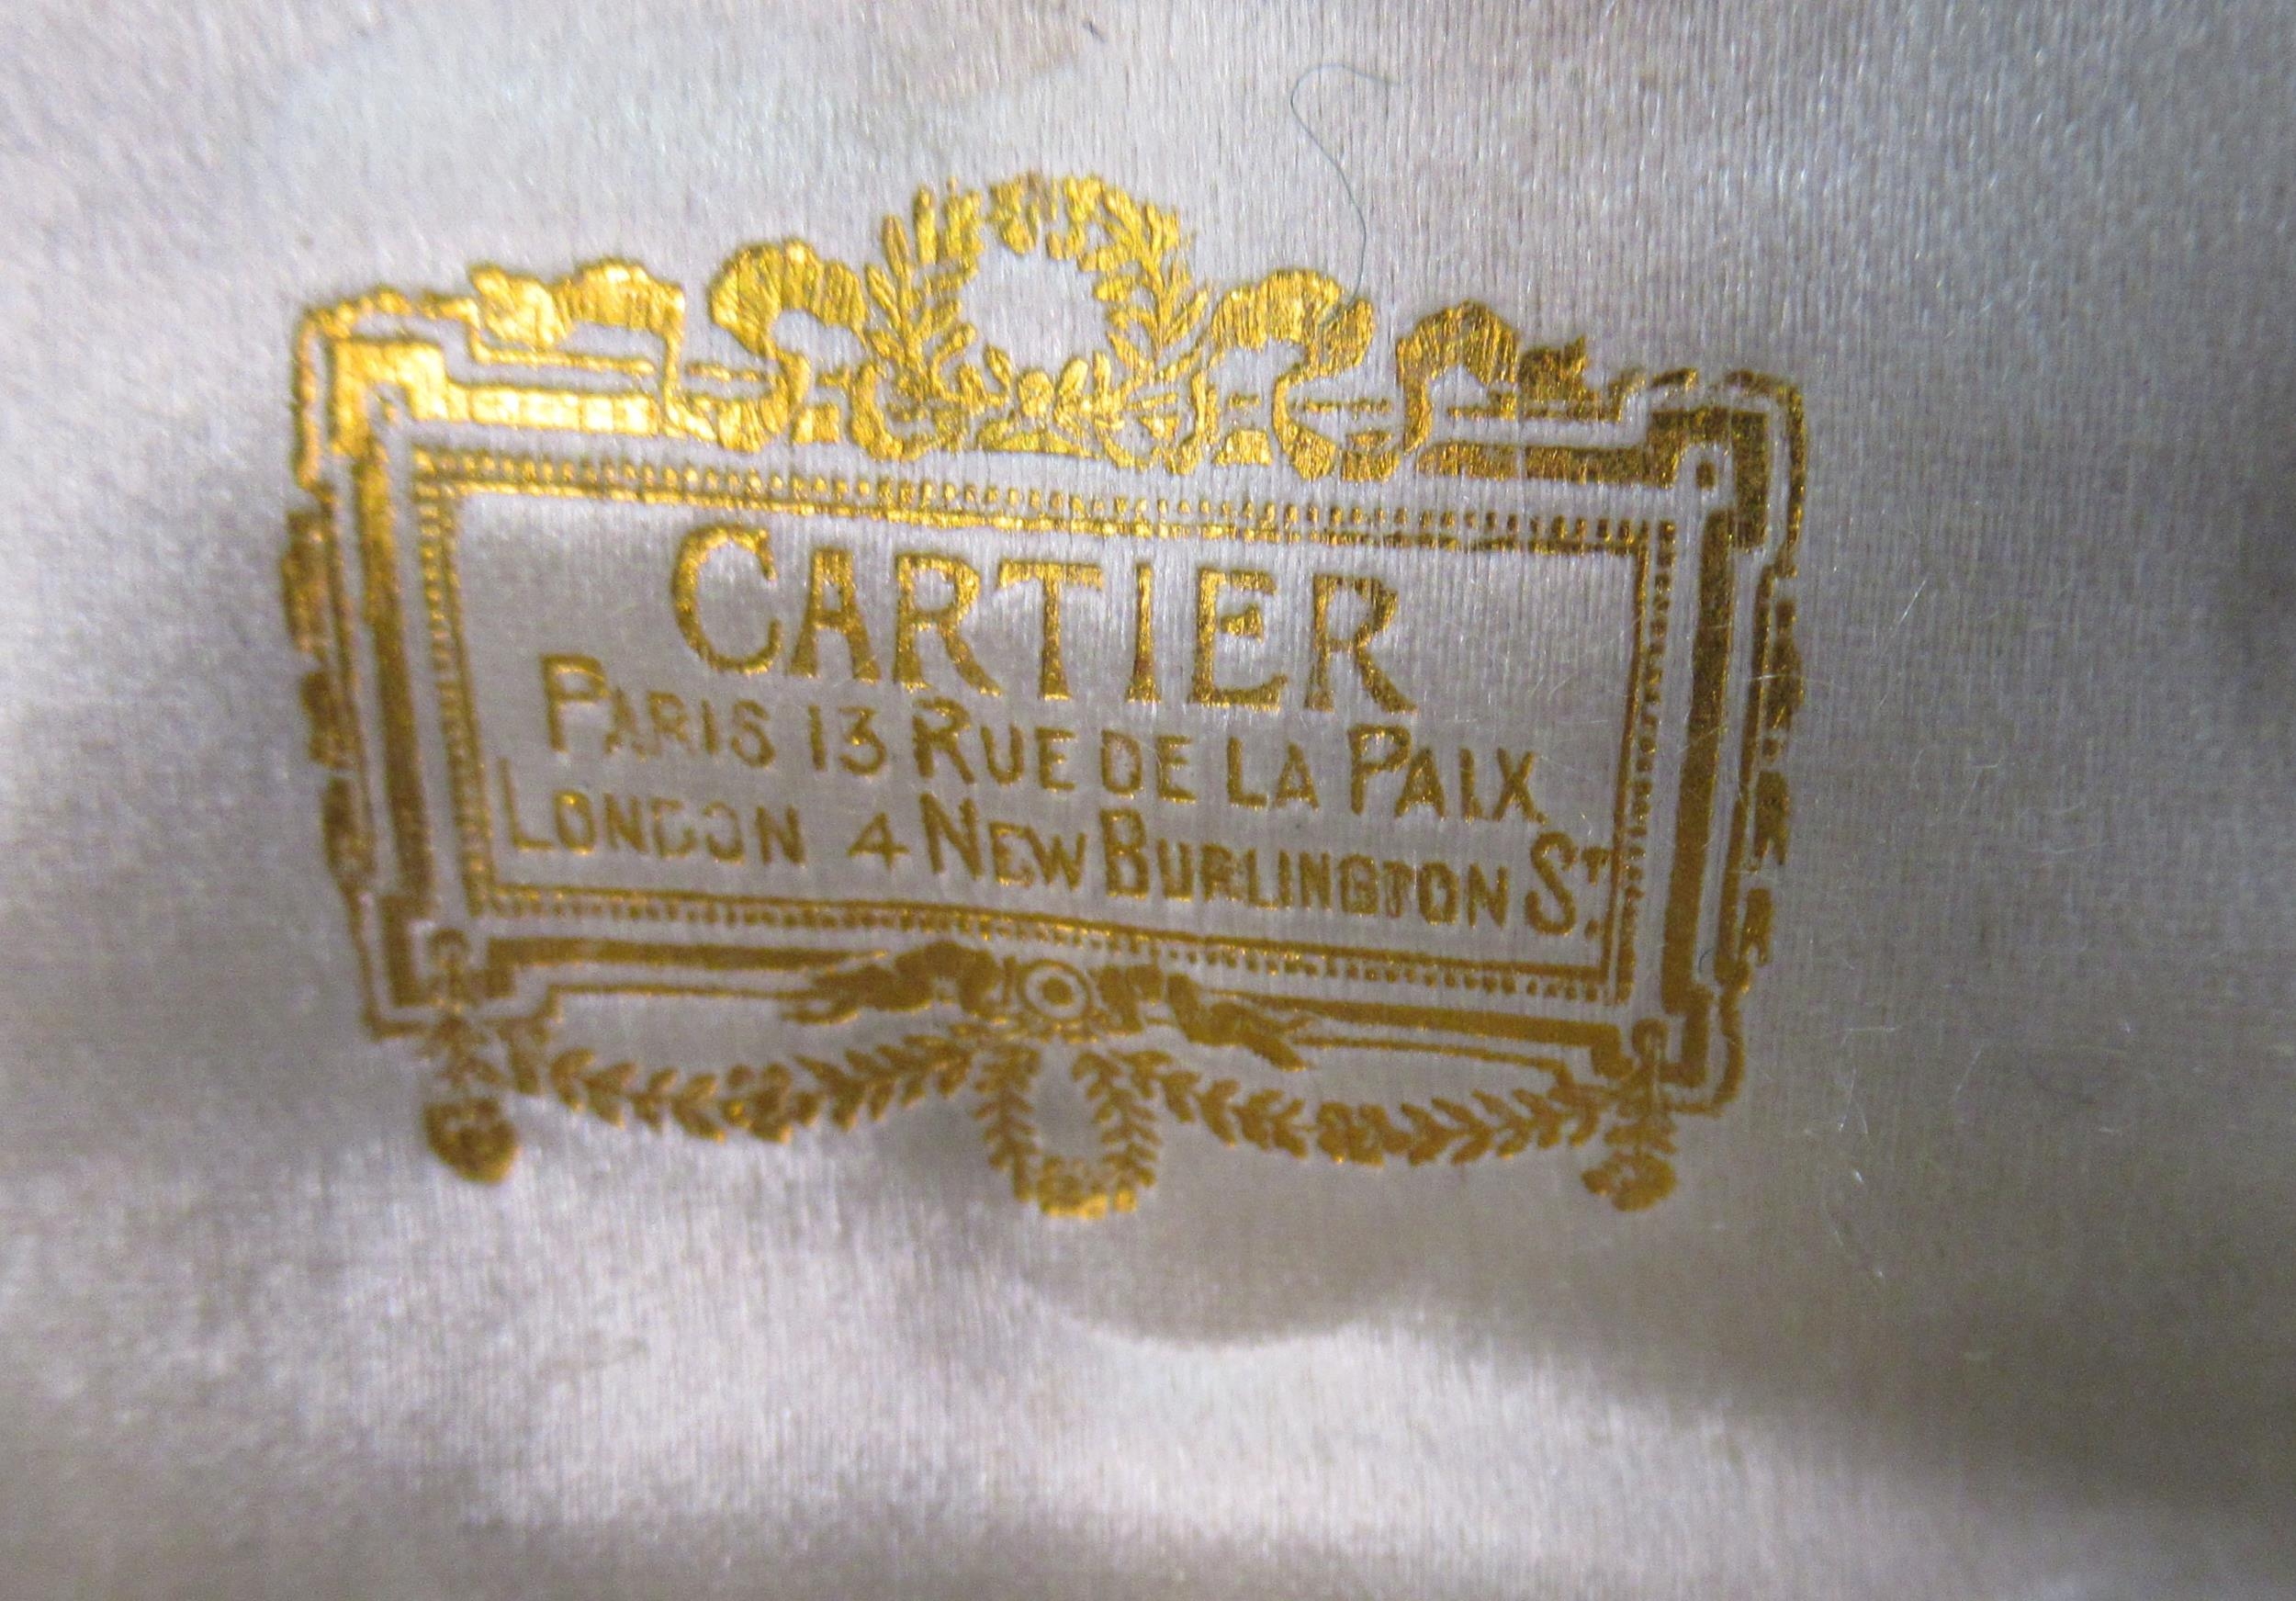 CARTIER
PARIS 13 RUE DE LA PAIX
LONDON 4 NEW BURLINGTON ST.